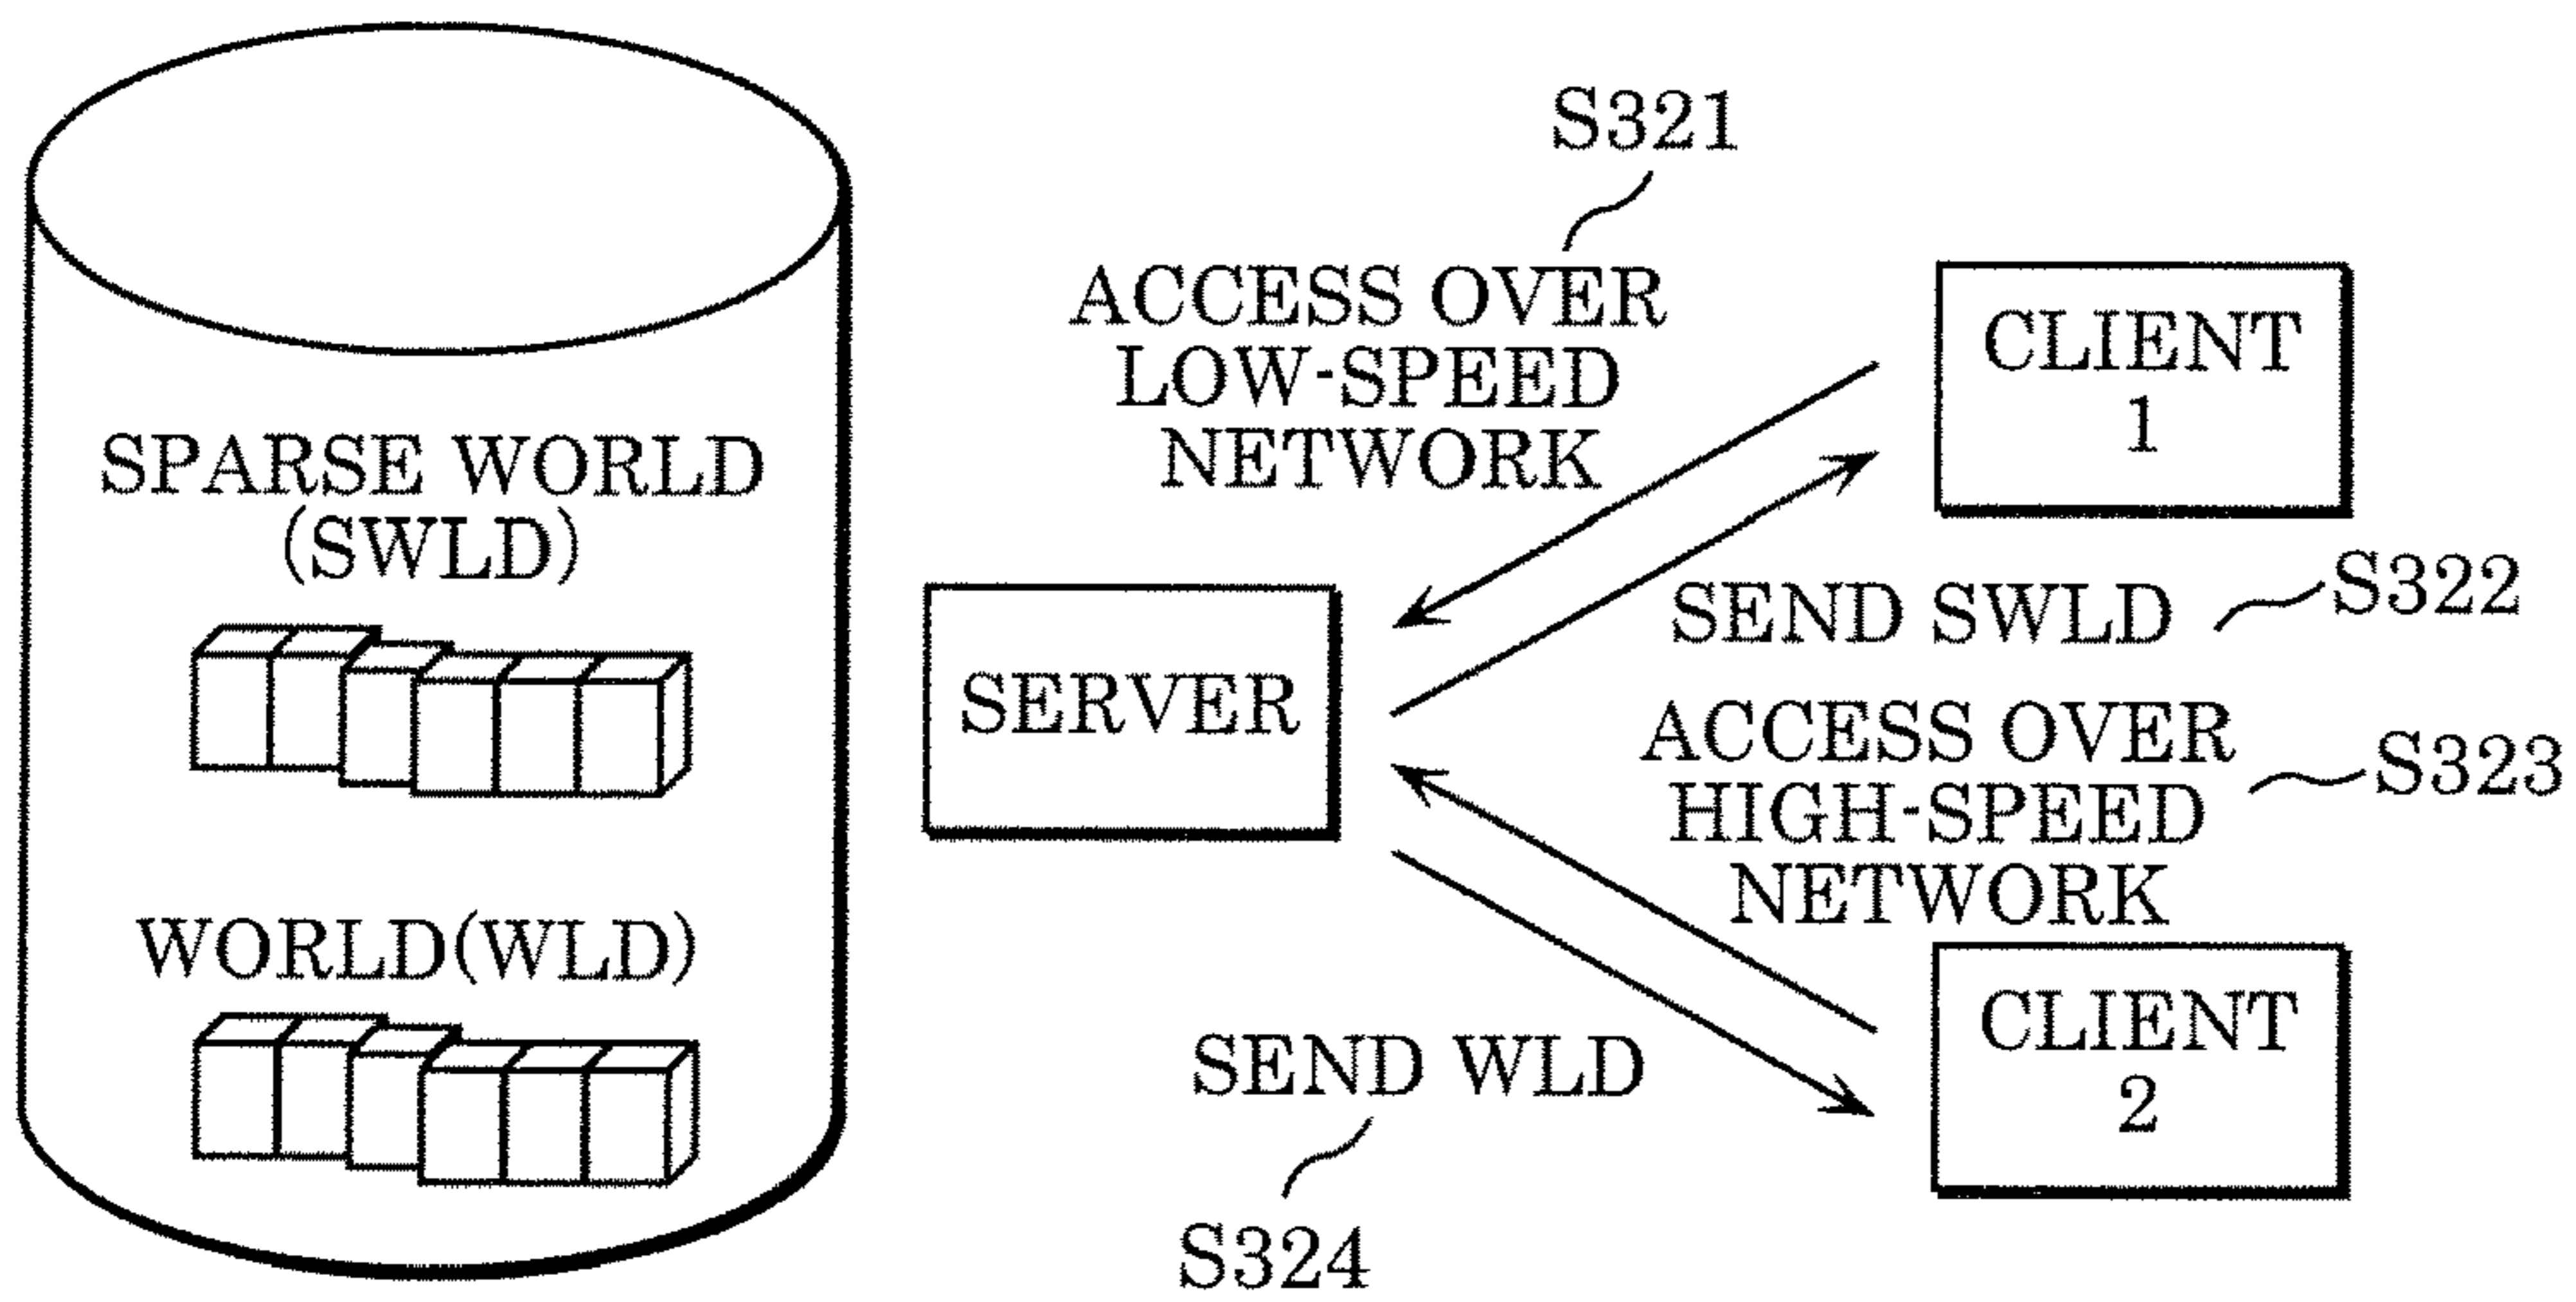 SPARSE WORLD
(SWLD)
WORLD(WLD)
SERVER
S321
ACCESS OVER
LOW-SPEED
NETWORK
CLIENT
1
SEND SWLD
S322
ACCESS OVER
HIGH-SPEED
NETWORK
S323
CLIENT
2
SEND WLD
S324